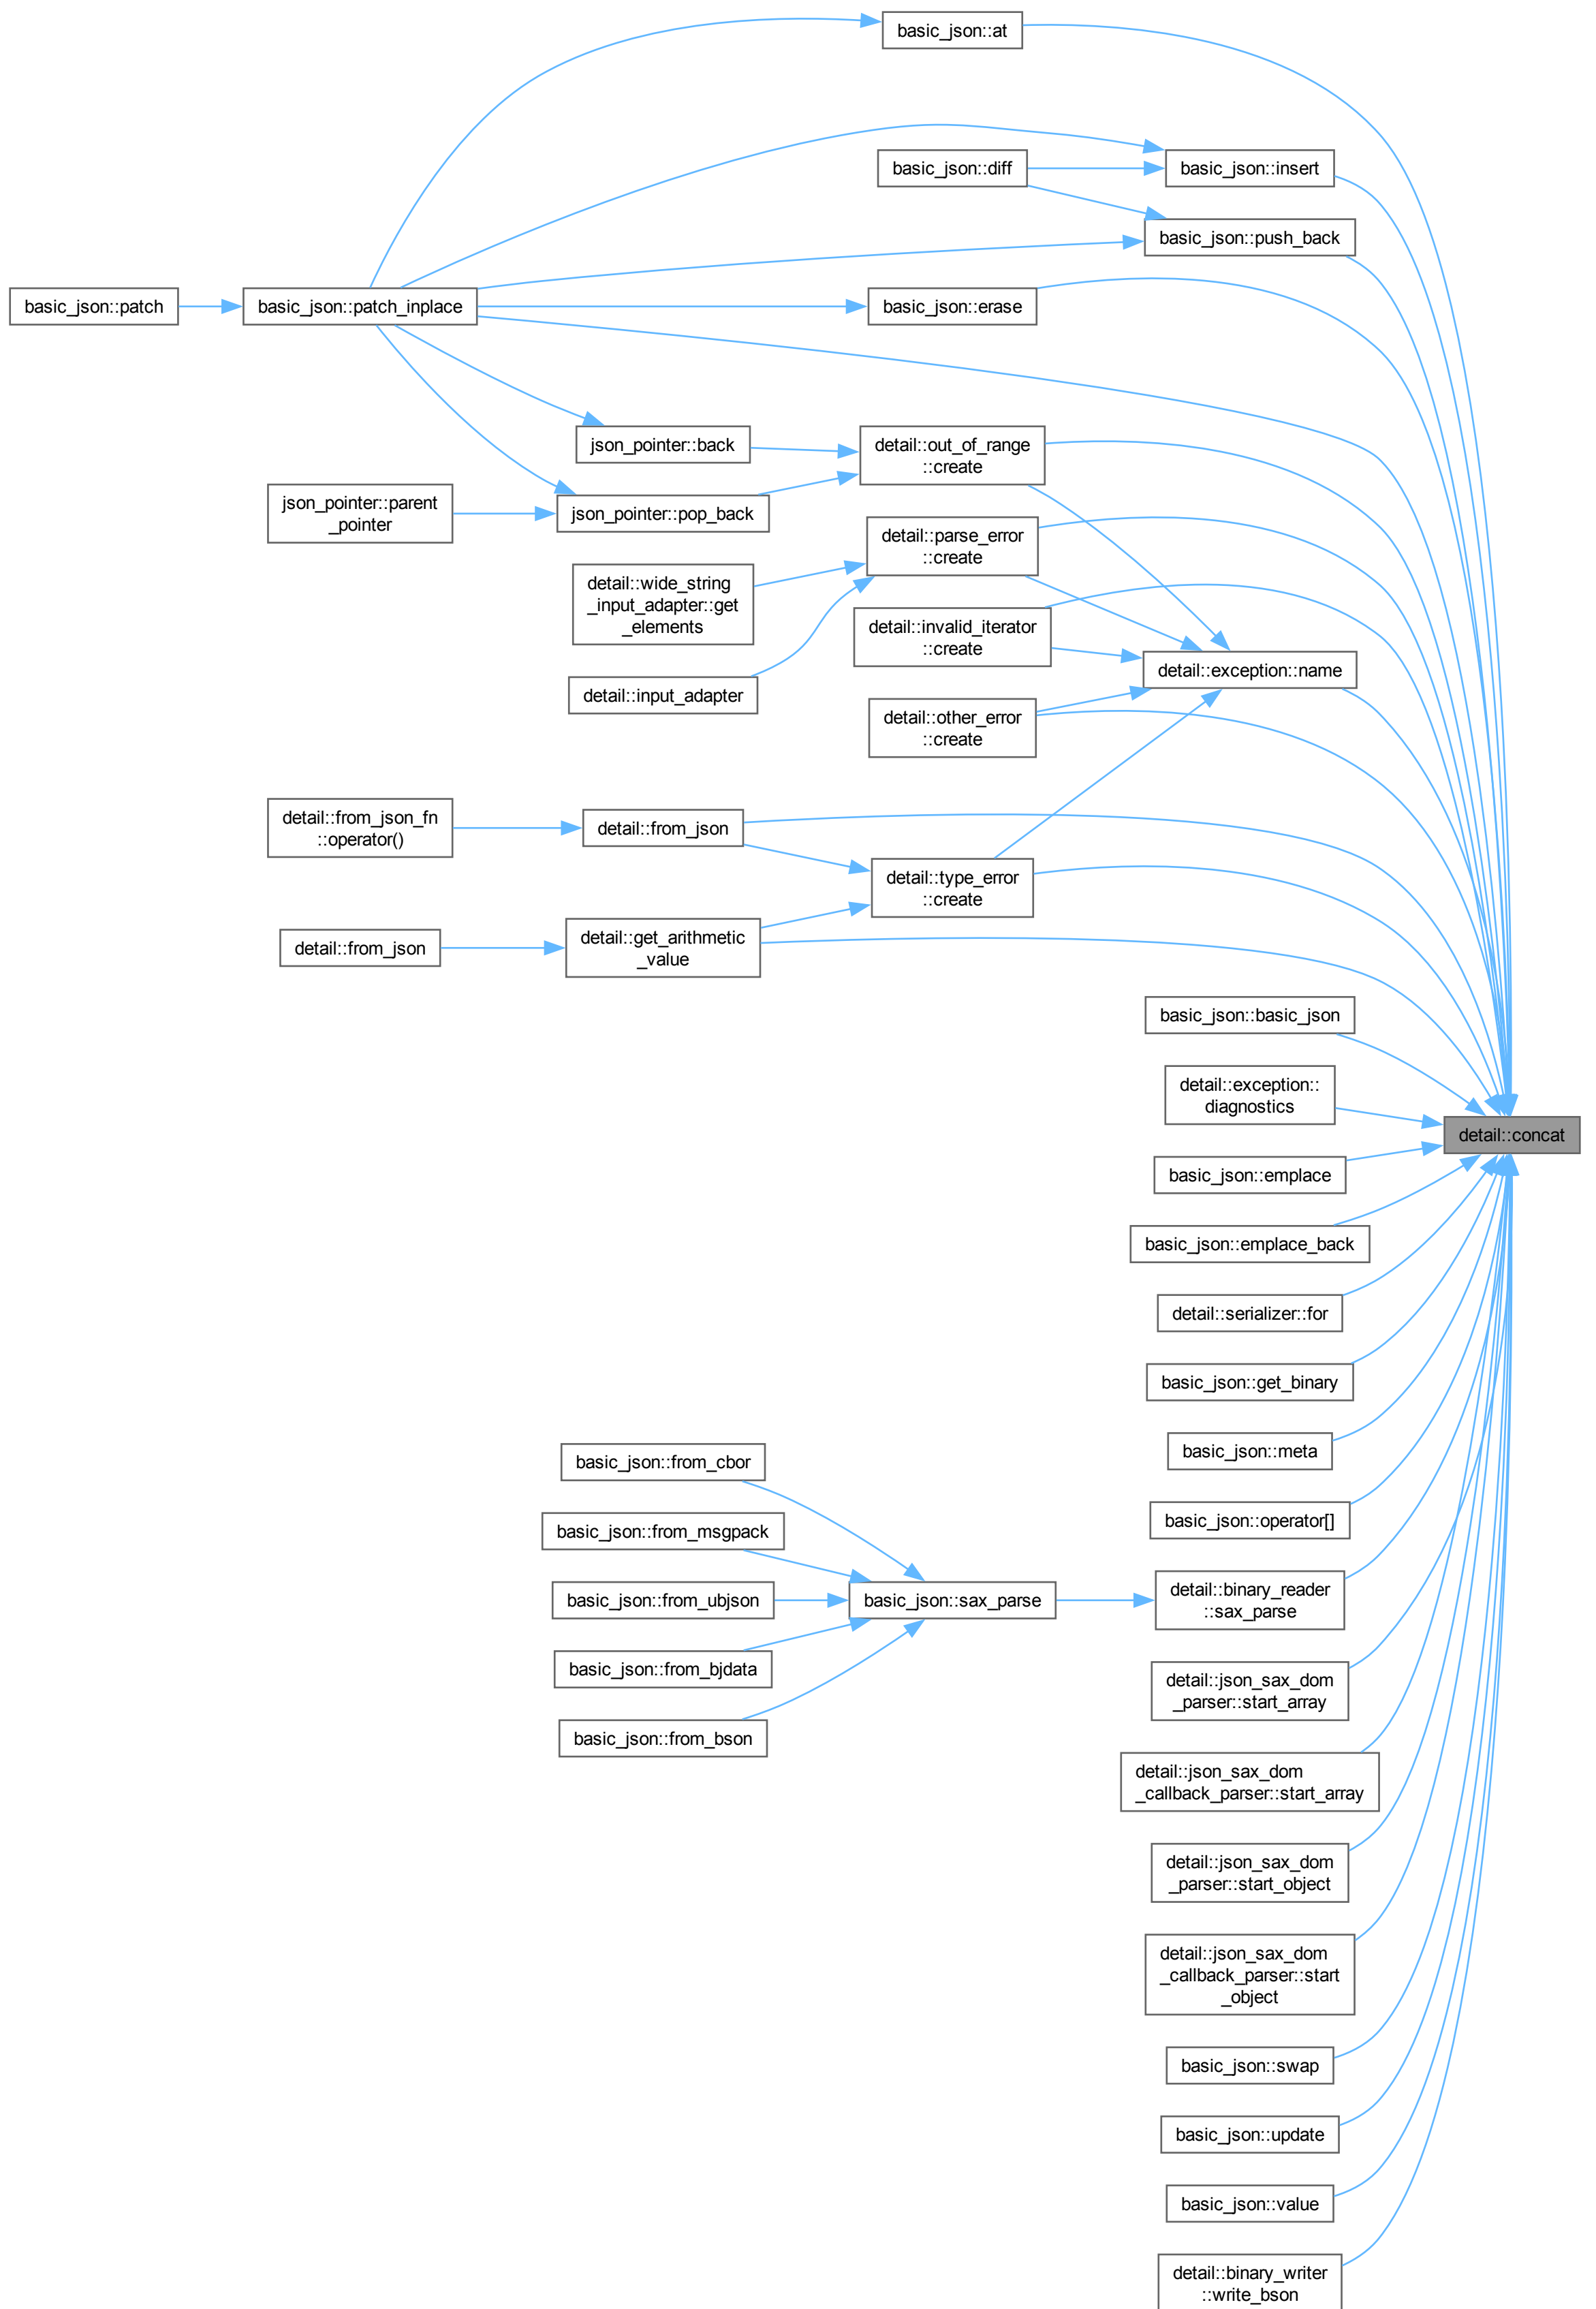 basic_json::at
basic_json::diff
basic_json::insert
basic_json::push_back
basic_json::patch
basic_json::patch_inplace
basic_json::erase
json_pointer::back
detail::out_of_range
::create
json_pointer::parent
_pointer
json_pointer::pop_back
detail::parse_error
::create
detail::wide_string
_input_adapter::get
_elements
detail::invalid_iterator
::create
detail::exception::name
detail::input_adapter
detail::other_error
::create
detail::from_json_fn
::operator()
detail::from_json
detail::type_error
::create
detail::from_json
detail::get_arithmetic
_value
basic_json::basic_json
detail::exception::
diagnostics
detail::concat
basic_json::emplace
basic_json::emplace_back
detail::serializer::for
basic_json::get_binary
basic_json::meta
basic_json::from_cbor
basic_json::operator[]
basic_json::from_msgpack
basic_json::from_ubjson
basic_json::sax_parse
detail::binary_reader
::sax_parse
basic_json::from_bjdata
detail::json_sax_dom
_parser::start_array
basic_json::from_bson
detail::json_sax_dom
_callback_parser::start_array
detail::json_sax_dom
_parser::start_object
detail::json_sax_dom
_callback_parser::start
_object
basic_json::swap
basic_json::update
basic_json::value
detail::binary_writer
::write_bson